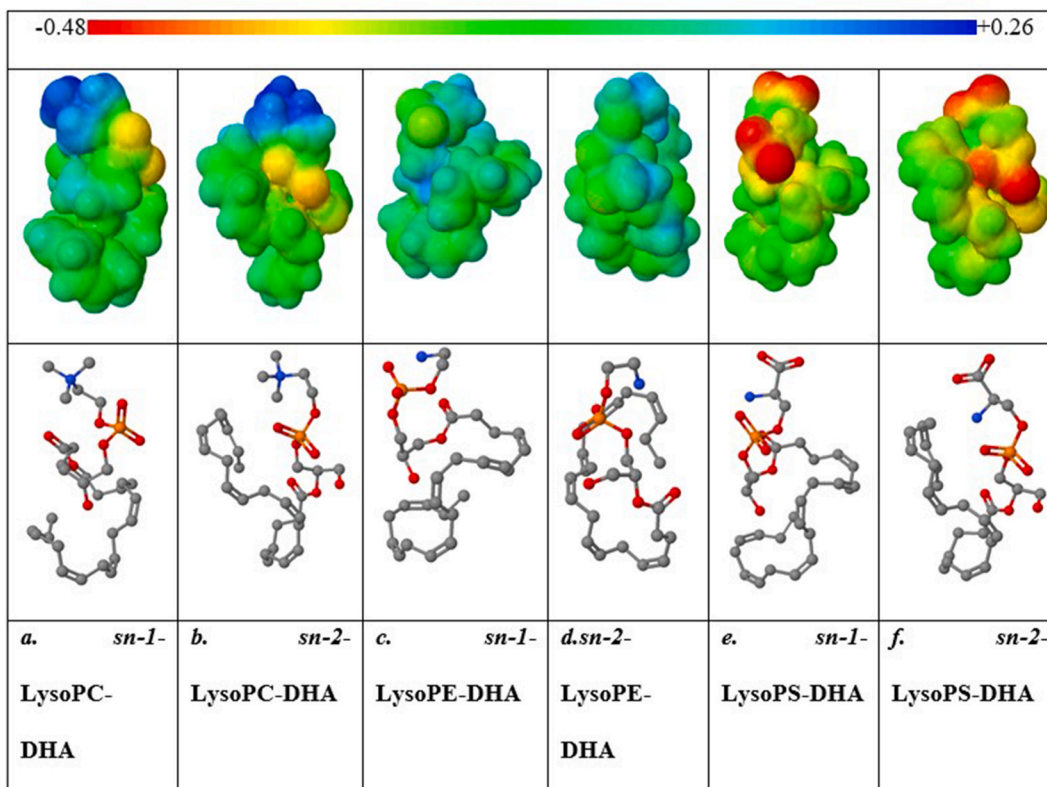 -0.48 +0.26
a. sn-1-
LysoPC-
DHA
b. sn-2-
LysoPC-DHA
c. sn-1-
LysoPE-DHA
d.sn-2-
LysoPE-
DHA
e. sn-1-
LysoPS-DHA
f. sn-2-
LysoPS-DHA